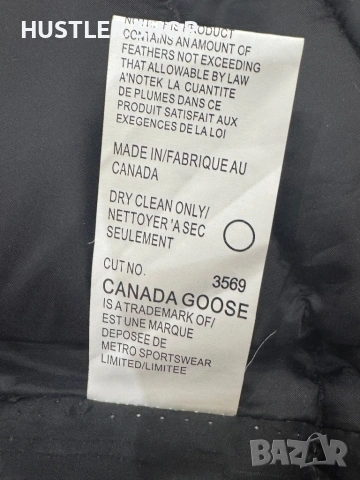 HUSTLE
PRODUCT
CONTAINS AN AMOUNT OF
FEATHERS NOT EXCEEDING
THAT ALLOWABLE BY LAW
A'NOTEK LA CUANTITE
DE PLUMES DANS CE
PRODUIT SATISFAIT AUX
EXEGENCES DE LA LOI
MADE IN/FABRIQUE AU
CANADA
DRY CLEAN ONLY/
NETTOYER 'A SEC
SEULEMENT
CUT NO. 3569
CANADA GOOSE
IS A TRADEMARK OF/
EST UNE MARQUE
DEPOSEE DE
METRO SPORTSWEAR
LIMITED/LIMITEE
BAZAR